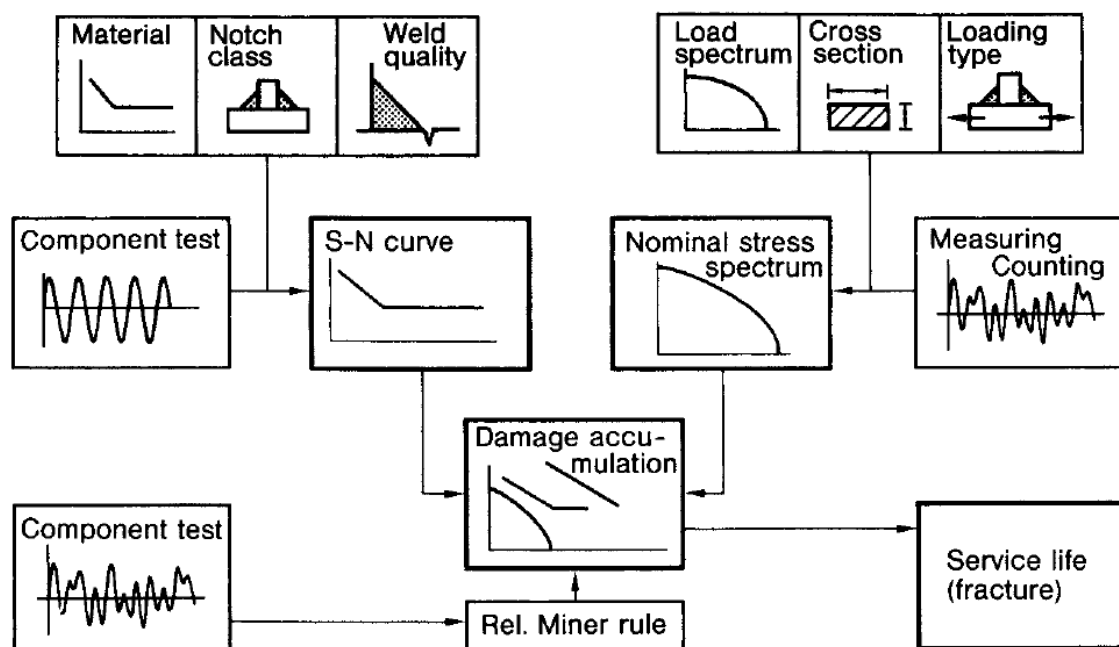 Material
Notch
class
Weld
quality
Load
spectrum
Cross
section
Loading
type
Component test
S-N curve
Nominal stress
spectrum
Measuring
Counting
Damage accu-
mulation
Component test
Rel. Miner rule
Service life
(fracture)